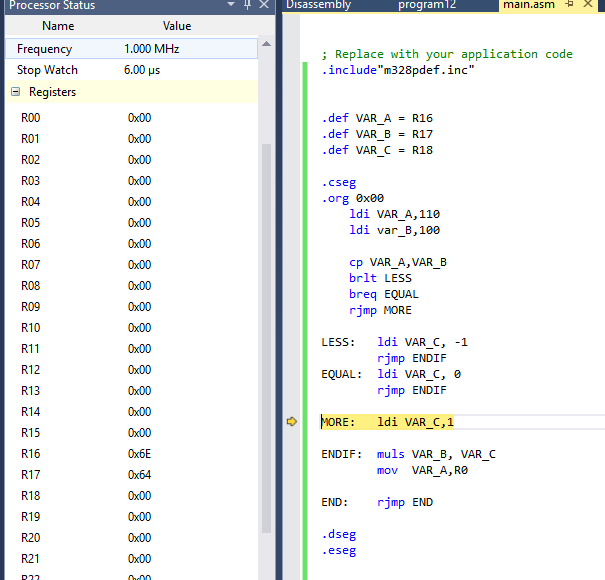 Processor Status
Name Value
Frequency 1.000 MHz
Stop Watch 6.00 µs
Registers
R00 0x00
R01 0x00
R02 0x00
R03 0x00
R04 0x00
R05 0x00
R06 0x00
R07 0x00
R08 0x00
R09 0x00
R10 0x00
R11 0x00
R12 0x00
R13 0x00
R14 0x00
R15 0x00
R16 0x6E
R17 0x64
R18 0x00
R19 0x00
R20 0x00
R21 0x00
R22 0x00
Disassembly program12 main.asm
; Replace with your application code
.include"m328pdef.inc"
.def VAR_A = R16
.def VAR_B = R17
.def VAR_C = R18
.cseg
.org 0x00
ldi VAR_A,110
ldi var_B,100
cp VAR_A,VAR_B
brlt LESS
breq EQUAL
rjmp MORE
LESS: ldi VAR_C, -1
rjmp ENDIF
EQUAL: ldi VAR_C, 0
rjmp ENDIF
MORE: ldi VAR_C,1
ENDIF: muls VAR_B, VAR_C
mov VAR_A,R0
END: rjmp END
.dseg
.eseg